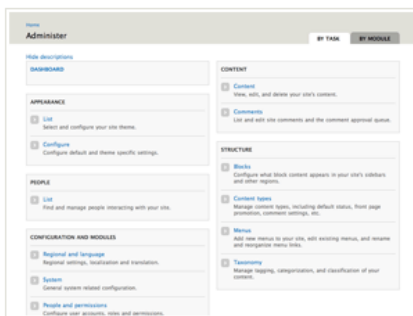 Home
Administer
BY TASK
BY MODULE
Hide descriptions
DASHBOARD
APPEARANCE
List
Select and configure your site theme.
Configure
Configure default and theme specific settings.
PEOPLE
List
Find and manage people interacting with your site.
CONFIGURATION AND MODULES
Regional and language
Regional settings, localization and translation.
System
General system related configuration.
People and permissions
Configure user accounts, roles and permissions.
CONTENT
Content
View, edit, and delete your site's content.
Comments
List and edit site comments and the comment approval queue.
STRUCTURE
Blocks
Configure what block content appears in your site's sidebars
and other regions.
Content types
Manage content types, including default status, front page
promotion, comment settings, etc.
Menus
Add new menus to your site, edit existing menus, and rename
and reorganize menu links.
Taxonomy
Manage tagging, categorization, and classification of your
content.